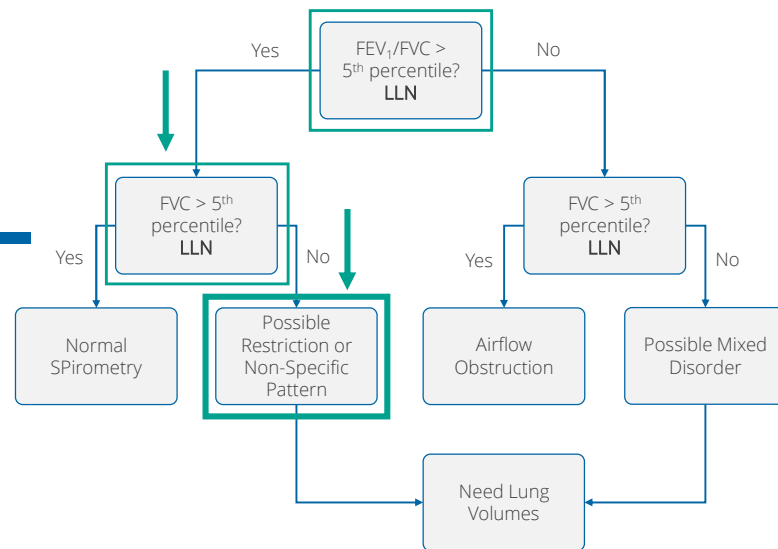 Yes
FEV₁/FVC >
5th percentile?
LLN
No
FVC > 5th
percentile?
LLN
FVC > 5th
percentile?
LLN
Yes
No
Yes
No
Normal
SPirometry
Possible
Restriction or
Non-Specific
Pattern
Airflow
Obstruction
Possible Mixed
Disorder
Need Lung
Volumes